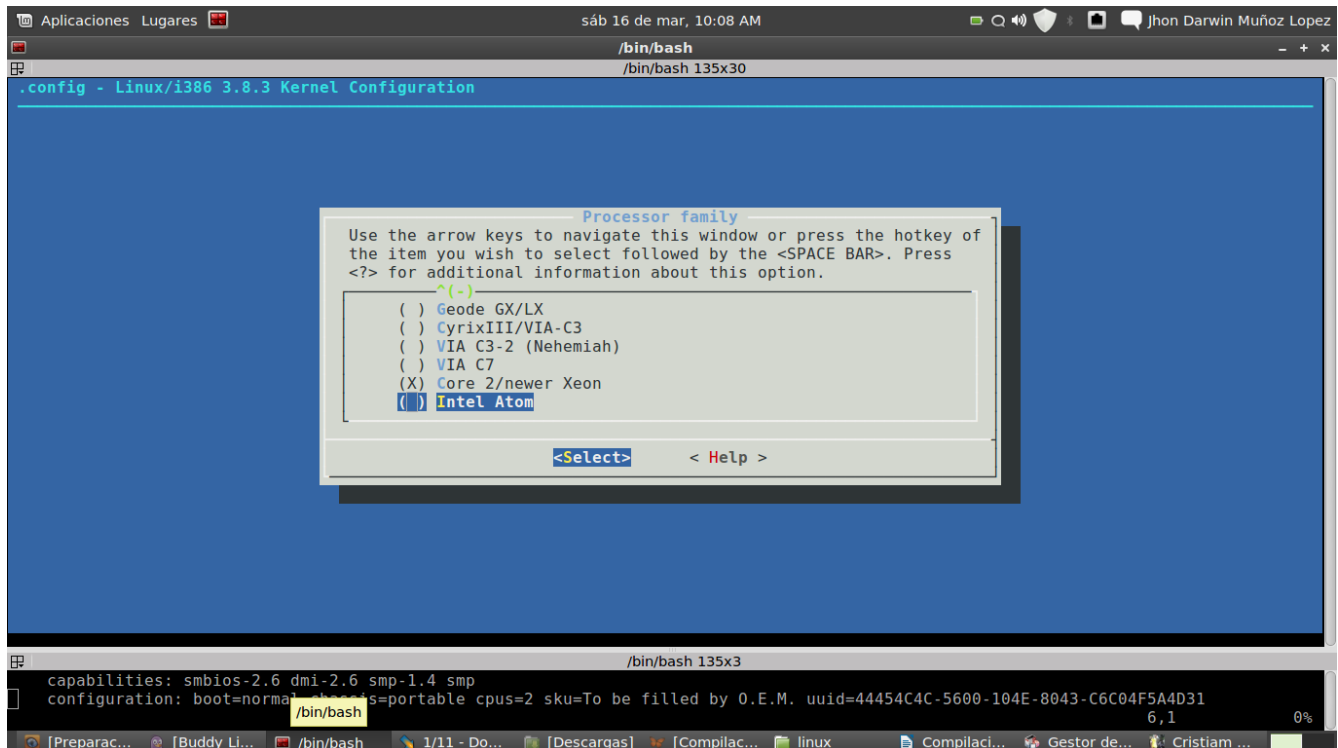 Aplicaciones Lugares sáb 16 de mar, 10:08 AM Jhon Darwin Muñoz Lopez
/bin/bash
/bin/bash 135x30
.config - Linux/i386 3.8.3 Kernel Configuration
Processor family
Use the arrow keys to navigate this window or press the hotkey of
the item you wish to select followed by the <SPACE BAR>. Press
<?> for additional information about this option.
^(-)
( ) Geode GX/LX
( ) CyrixIII/VIA-C3
( ) VIA C3-2 (Nehemiah)
( ) VIA C7
(X) Core 2/newer Xeon
( ) Intel Atom
<Select> < Help >
/bin/bash 135x3
capabilities: smbios-2.6 dmi-2.6 smp-1.4 smp
configuration: boot=normal chassis=portable cpus=2 sku=To be filled by O.E.M. uuid=44454C4C-5600-104E-8043-C6C04F5A4D31
/bin/bash
6,1 0%
[Preparac... [Buddy Li... /bin/bash 1/11 - Do... [Descargas] [Compilac... linux Compilaci... Gestor de... Cristiam ...